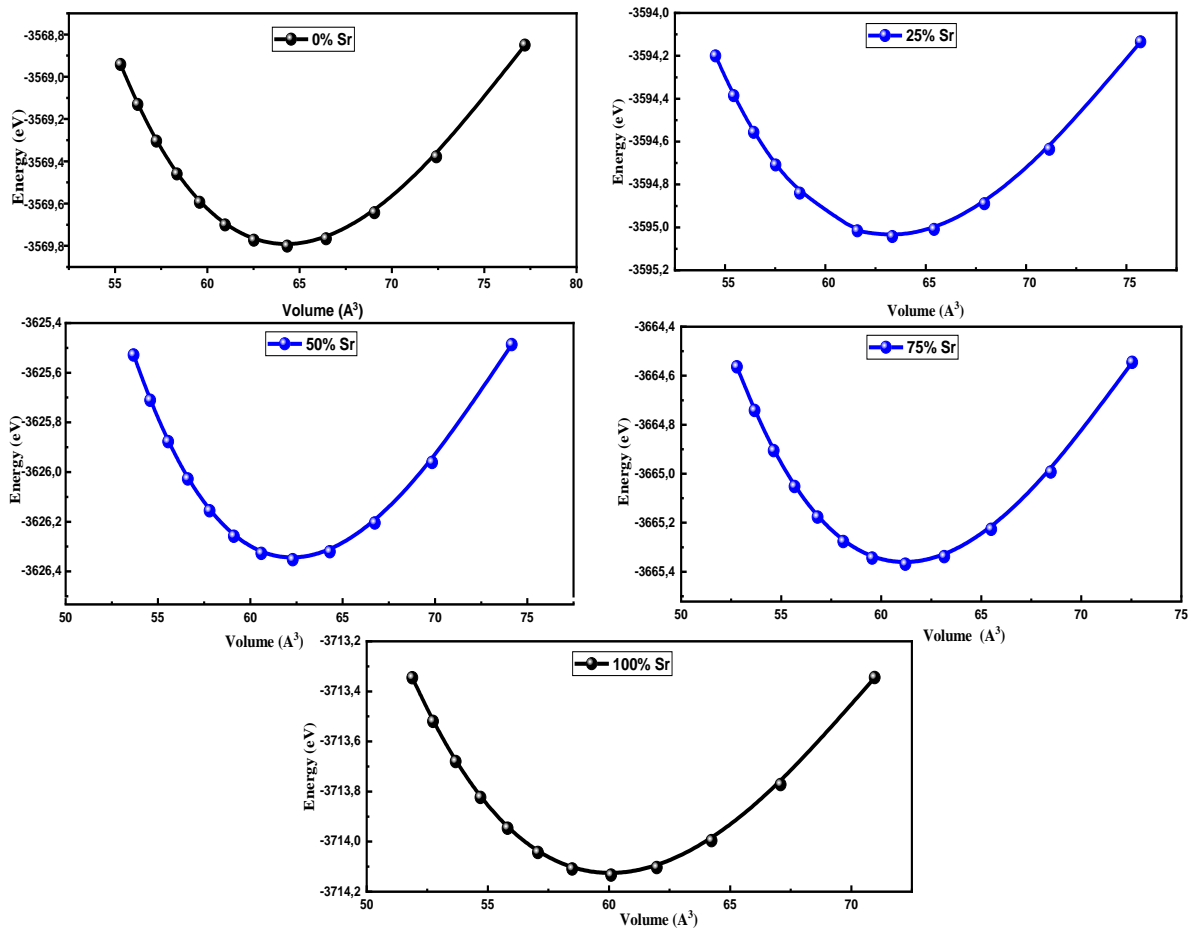 0% Sr
Energy (eV)
-3568,8
-3569,0
-3569,2
-3569,4
-3569,6
-3569,8
55 60 65 70 75 80
Volume (A³)
25% Sr
Energy (eV)
-3594,0
-3594,2
-3594,4
-3594,6
-3594,8
-3595,0
-3595,2
55 60 65 70 75
Volume (A³)
50% Sr
Energy (eV)
-3625,4
-3625,6
-3625,8
-3626,0
-3626,2
-3626,4
50 55 60 65 70 75
Volume (A³)
75% Sr
Energy (eV)
-3664,4
-3664,6
-3664,8
-3665,0
-3665,2
-3665,4
50 55 60 65 70 75
Volume (A³)
100% Sr
Energy (eV)
-3713,2
-3713,4
-3713,6
-3713,8
-3714,0
-3714,2
50 55 60 65 70
Volume (A³)